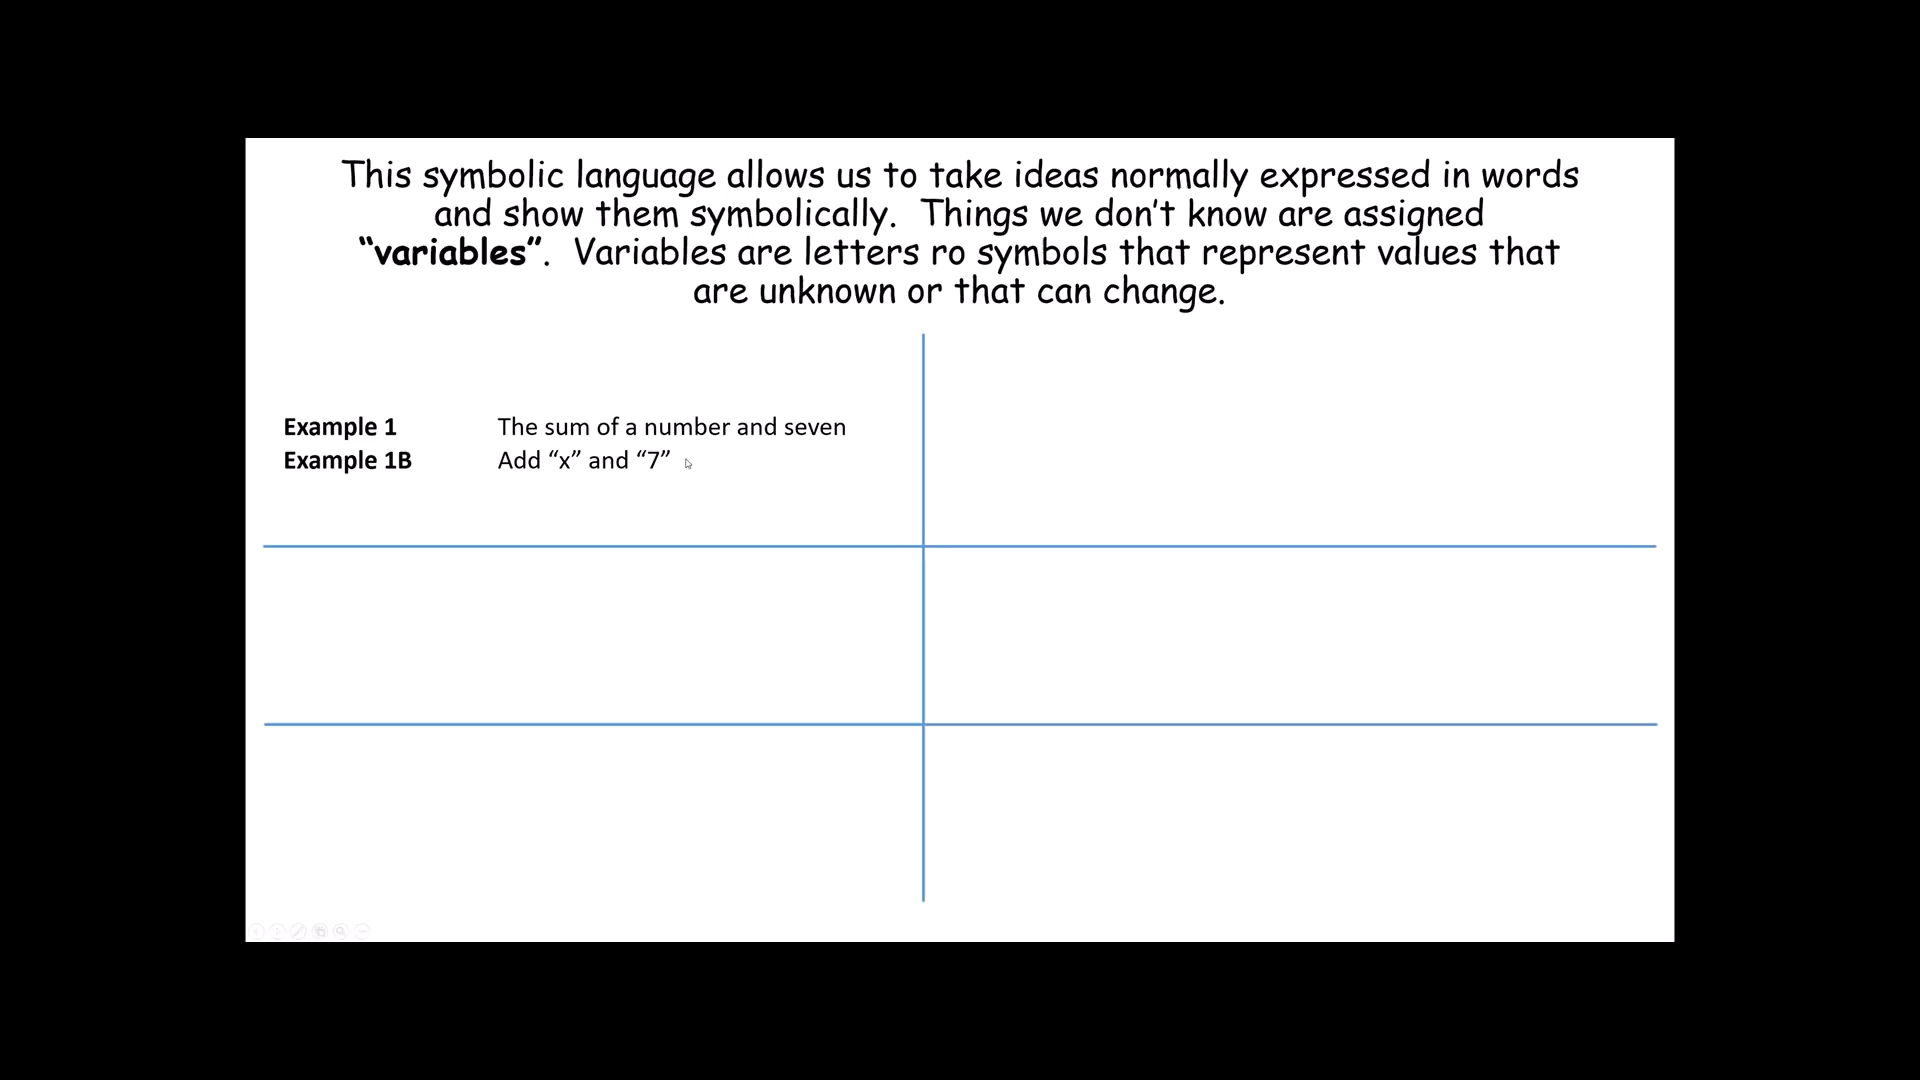 This symbolic language allows us to take ideas normally expressed in words
and show them symbolically.  Things we don't know are assigned
“variables”.  Variables are letters ro symbols that represent values that
are unknown or that can change.
Example 1 The sum of a number and seven
Example 1B Add “x” and “7”